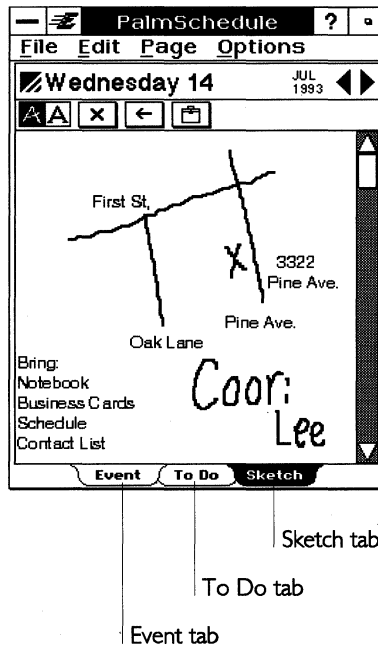 PalmSchedule ?
File Edit Page Options
Wednesday 14 JUL 1993
A A
First St,
3322
Pine Ave.
Pine Ave.
Oak Lane
Bring:
Notebook
Business Cards
Schedule
Contact List
Coor:
Lee
Event To Do Sketch
Sketch tab
To Do tab
Event tab